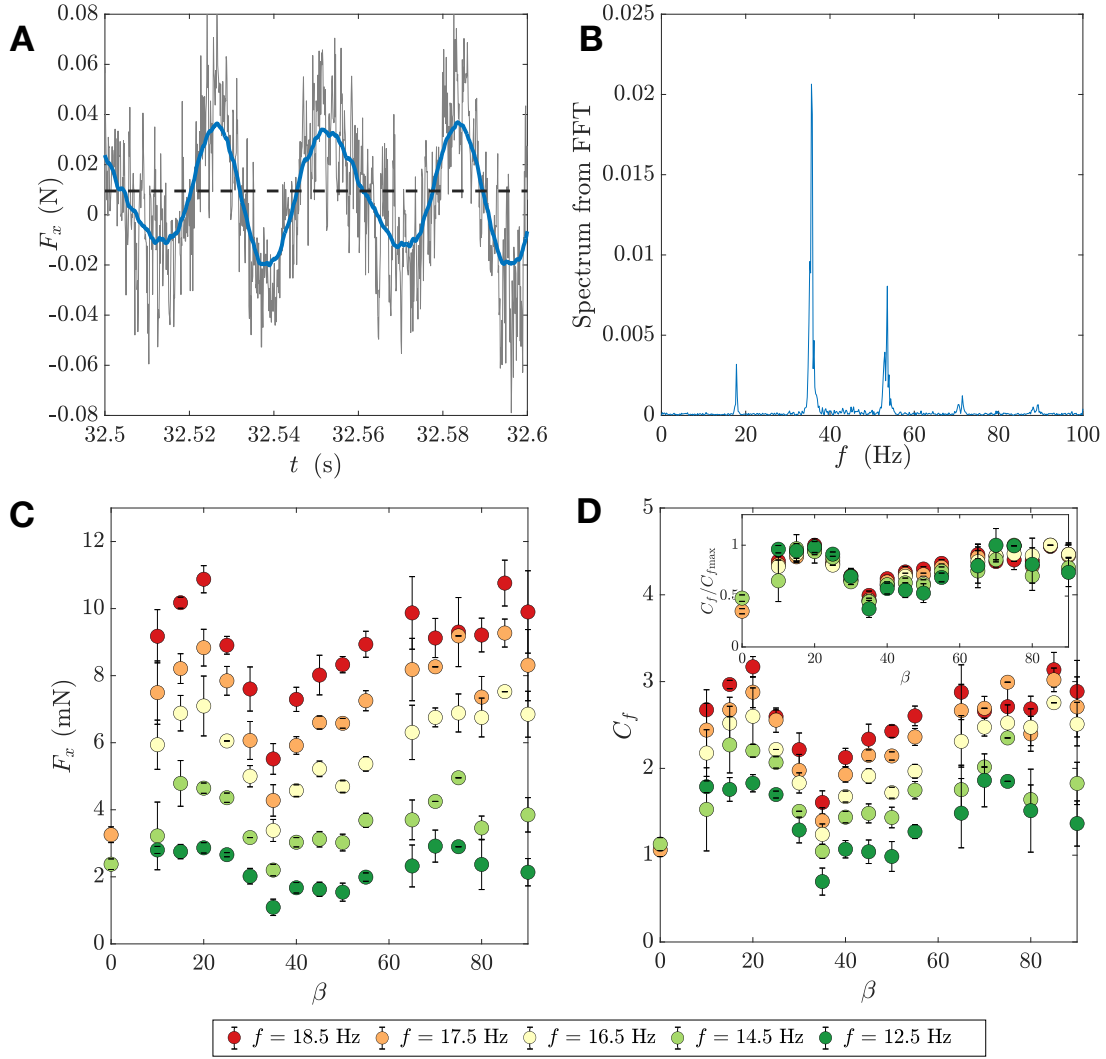 A
0.08
0.06
0.04
0.02
0
-0.02
-0.04
-0.06
-0.08
F_x (N)
32.5 32.52 32.54 32.56 32.58 32.6
t (s)
B
0.025
0.02
0.015
0.01
0.005
0
Spectrum from FFT
0 20 40 60 80 100
f (Hz)
C
12
10
8
6
4
2
0
F_x (mN)
0 20 40 60 80
β
D
5
4
3
2
1
0
C_f
0 20 40 60 80
β
1
0.5
0
C_f/C_fmax
0 20 40 60 80
β
f = 18.5 Hz f = 17.5 Hz f = 16.5 Hz f = 14.5 Hz f = 12.5 Hz